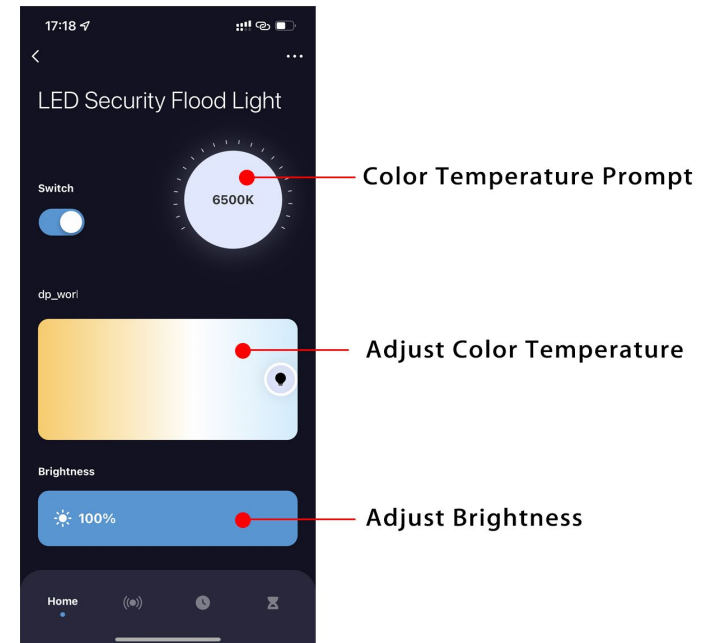 17:18
LED Security Flood Light
Switch
6500K
Color Temperature Prompt
dp_worl
Adjust Color Temperature
Brightness
100%
Adjust Brightness
Home